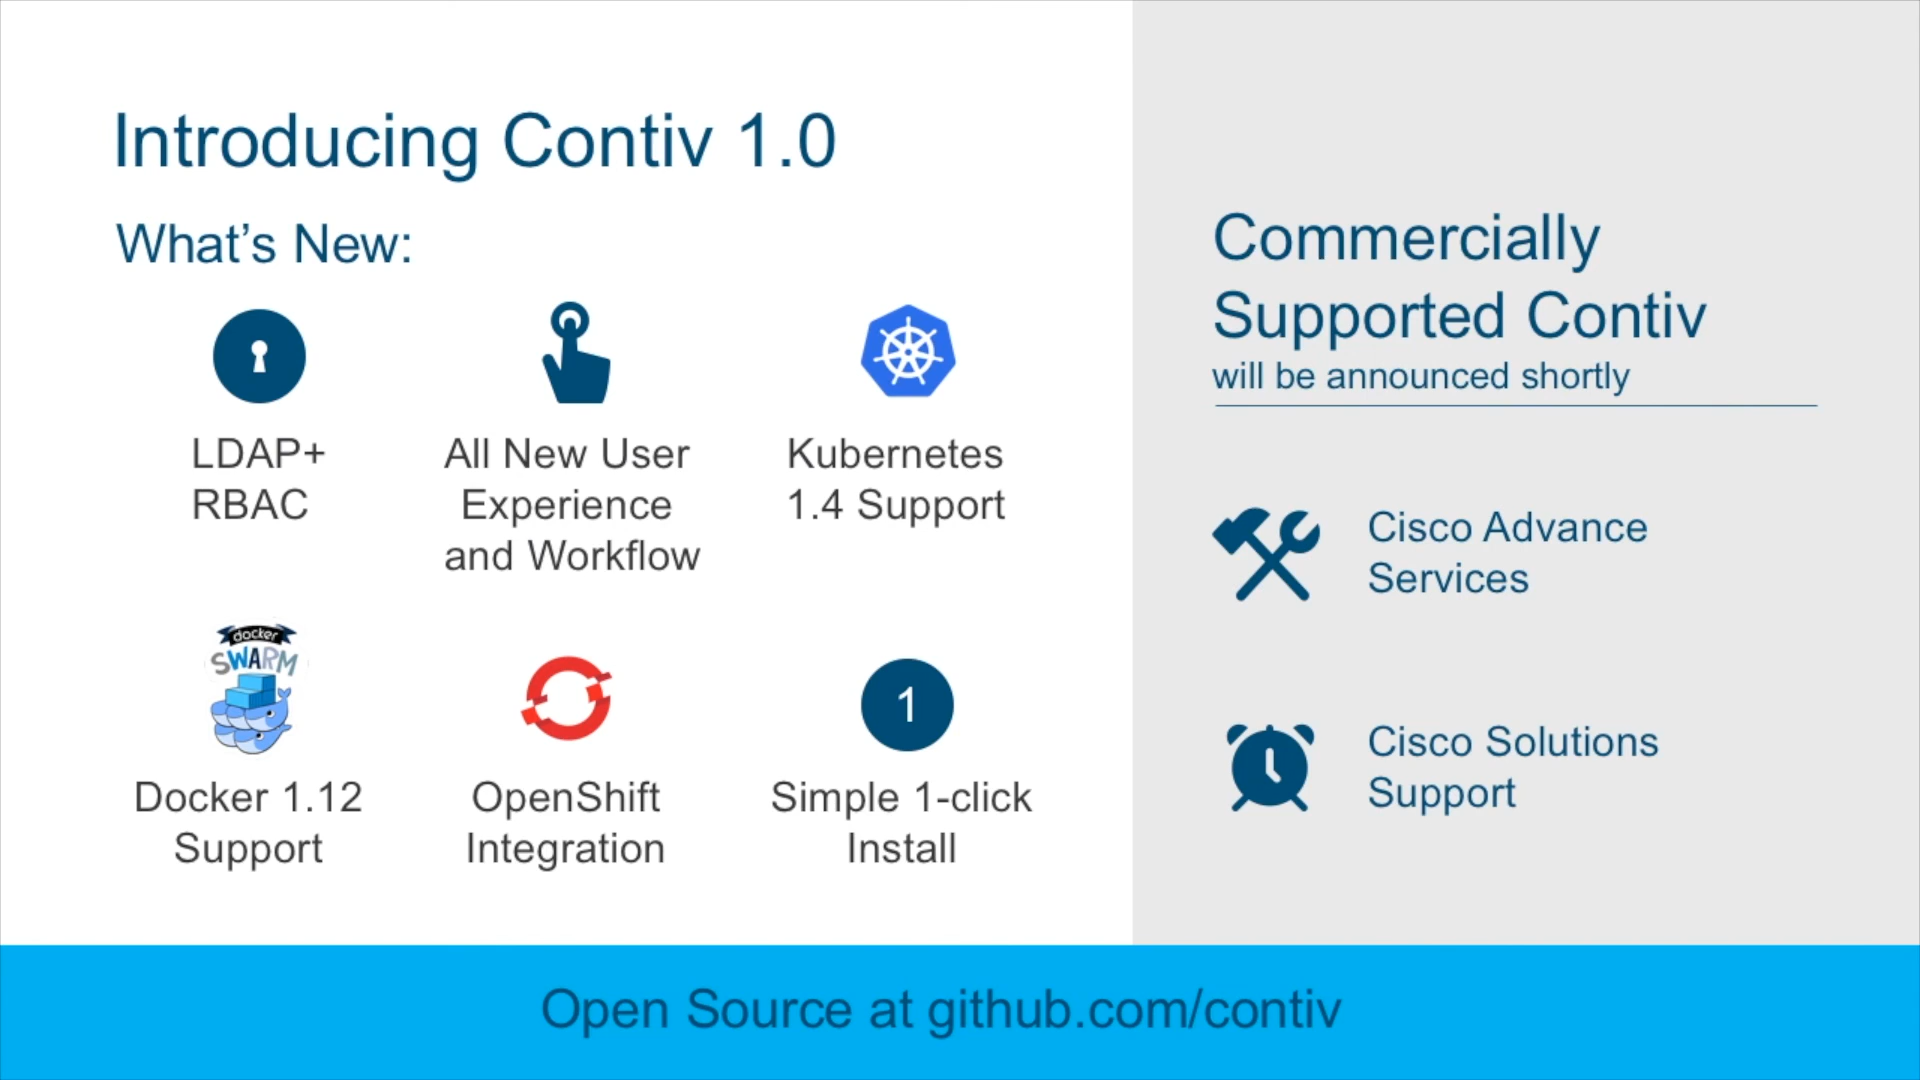 Introducing Contiv 1.0
What's New:
LDAP+
RBAC
All New User
Experience
and Workflow
Kubernetes
1.4 Support
docker
SWARM
Docker 1.12
Support
OpenShift
Integration
1
Simple 1-click
Install
Commercially
Supported Contiv
will be announced shortly
Cisco Advance
Services
Cisco Solutions
Support
Open Source at github.com/contiv